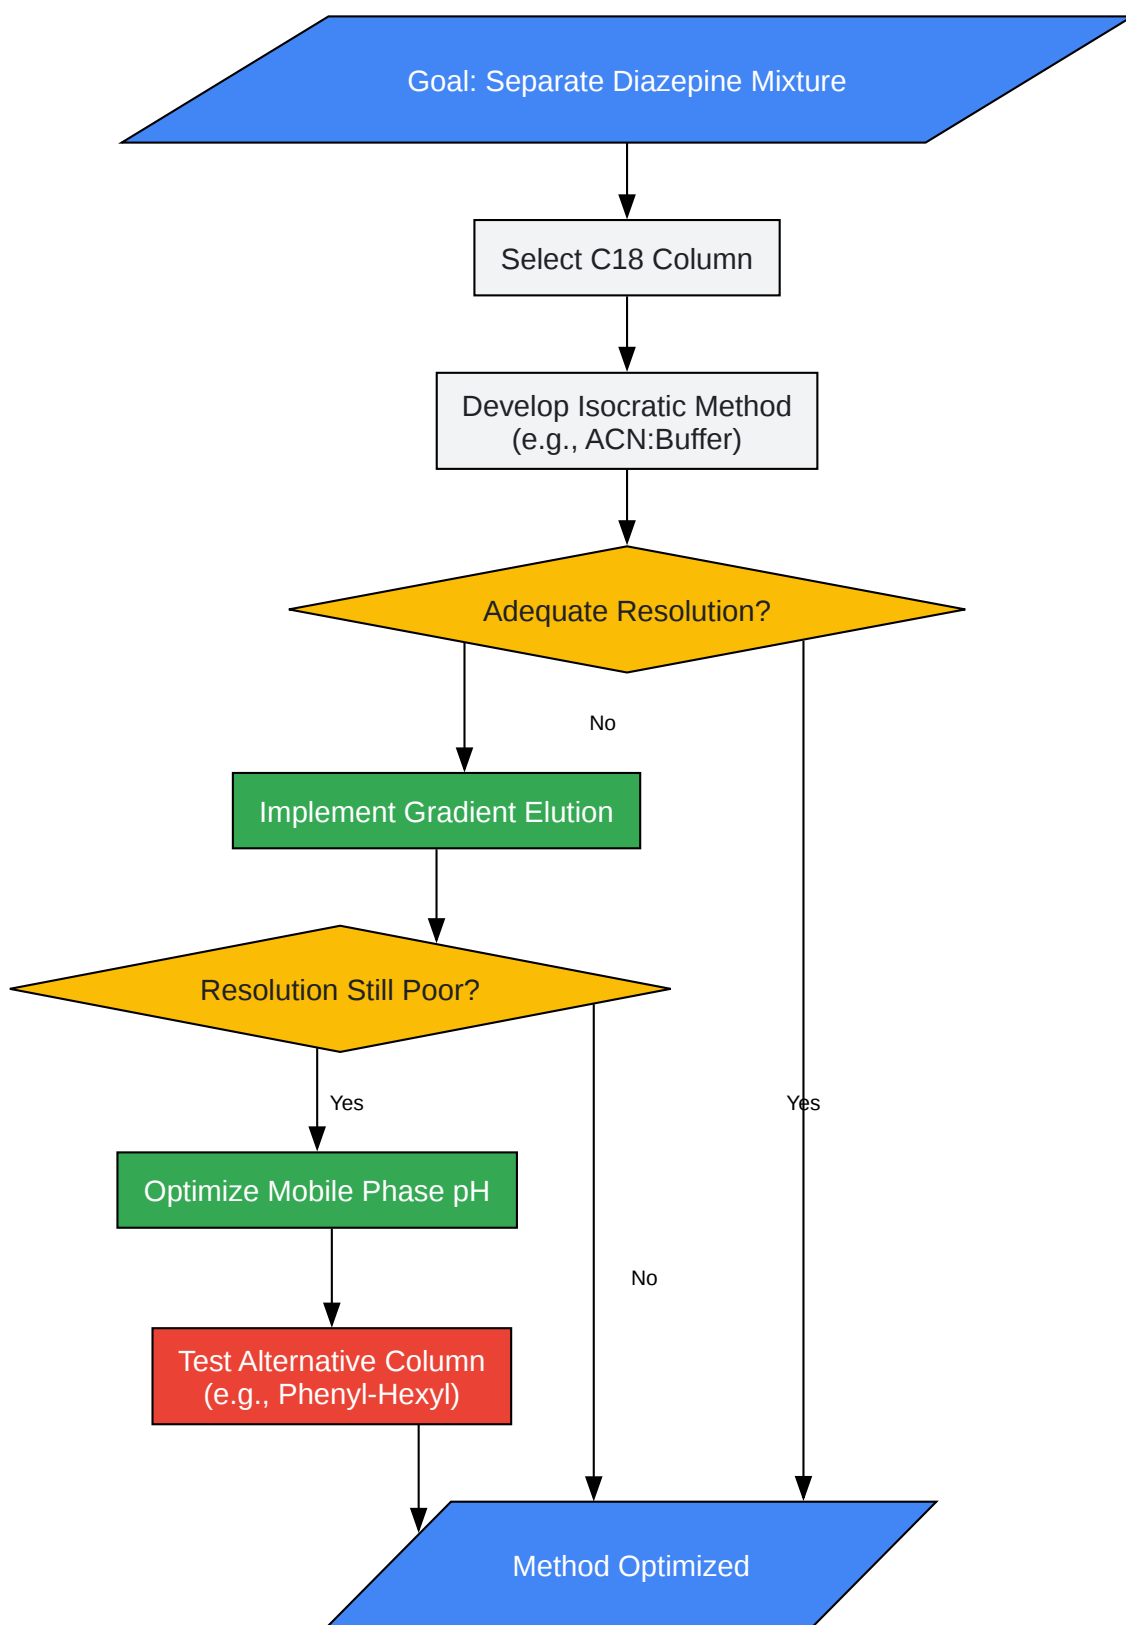 Goal: Separate Diazepine Mixture
Select C18 Column
Develop Isocratic Method
(e.g., ACN:Buffer)
Adequate Resolution?
No
Implement Gradient Elution
Resolution Still Poor?
Yes
Yes
Optimize Mobile Phase pH
No
Test Alternative Column
(e.g., Phenyl-Hexyl)
Method Optimized